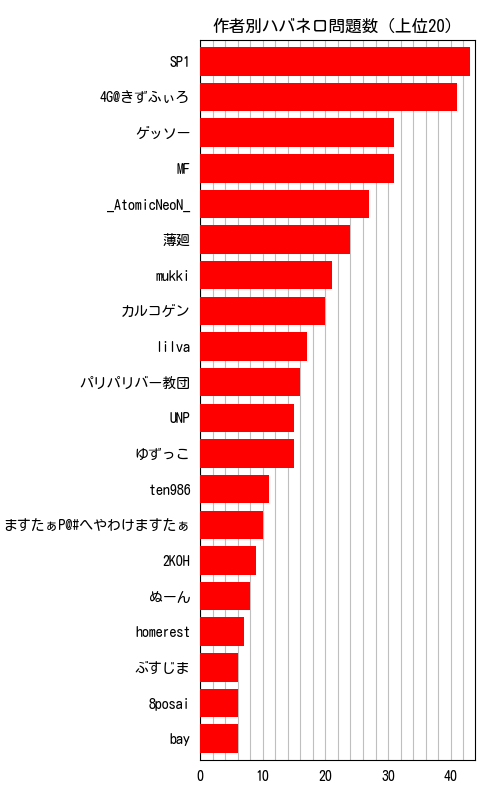 作者別ハバネロ問題数（上位20）
SP1
4G@きずふぃろ
ゲッソー
MF
_AtomicNeoN_
薄廻
mukki
カルコゲン
lilva
パリパリバー教団
UNP
ゆずっこ
ten986
ますたぁP@#へやわけますたぁ
2KOH
ぬーん
homerest
ぶすじま
8posai
bay
0 10 20 30 40